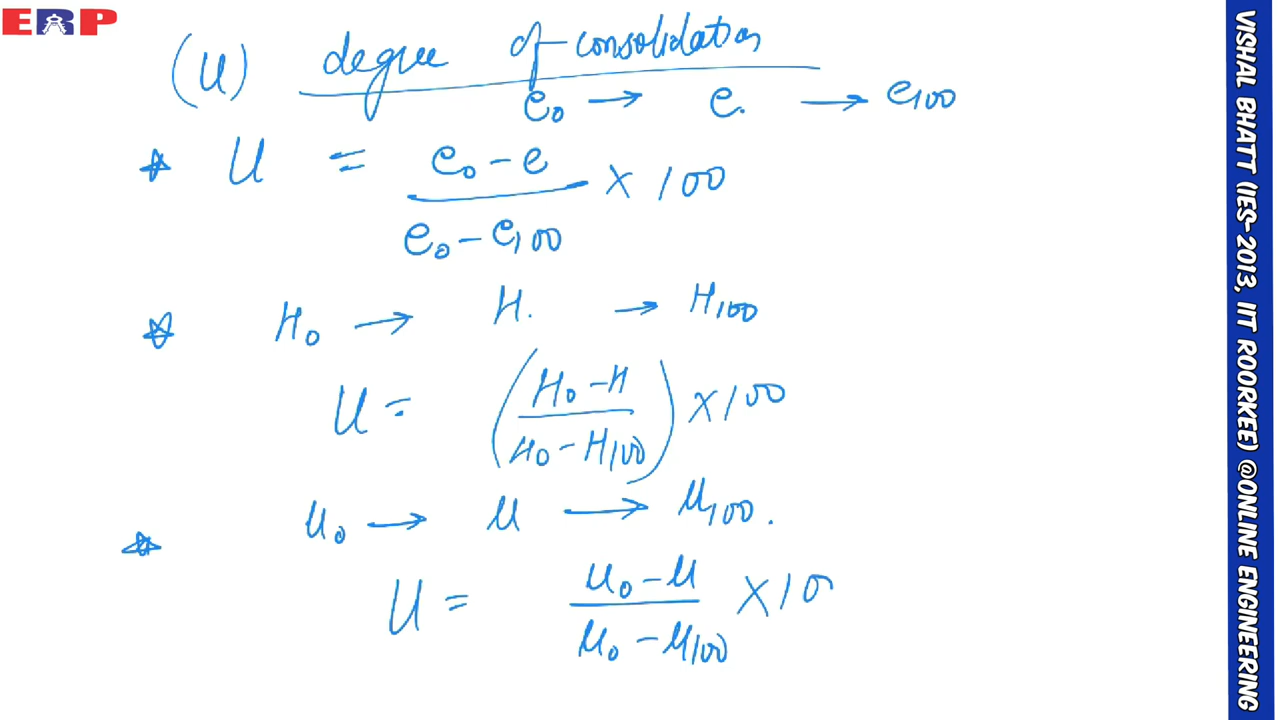 ERP
(U) degree of consolidation
e₀ → e. → e₁₀₀
U = (e₀ - e)/(e₀ - e₁₀₀) × 100
H₀ → H. → H₁₀₀
U = ((H₀ - H)/(H₀ - H₁₀₀)) × 100
u₀ → u → u₁₀₀.
U = (u₀ - u)/(u₀ - u₁₀₀) × 10
VISHAL BHATT (IES-2013, IIT ROORKEE) @ONLINE ENGINEERING